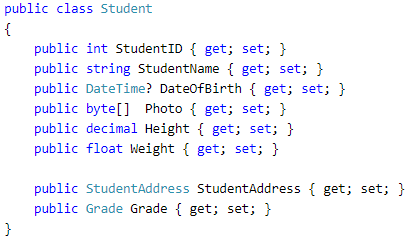 public class Student
{
    public int StudentID { get; set; }
    public string StudentName { get; set; }
    public DateTime? DateOfBirth { get; set; }
    public byte[]  Photo { get; set; }
    public decimal Height { get; set; }
    public float Weight { get; set; }

    public StudentAddress StudentAddress { get; set; }
    public Grade Grade { get; set; }
}